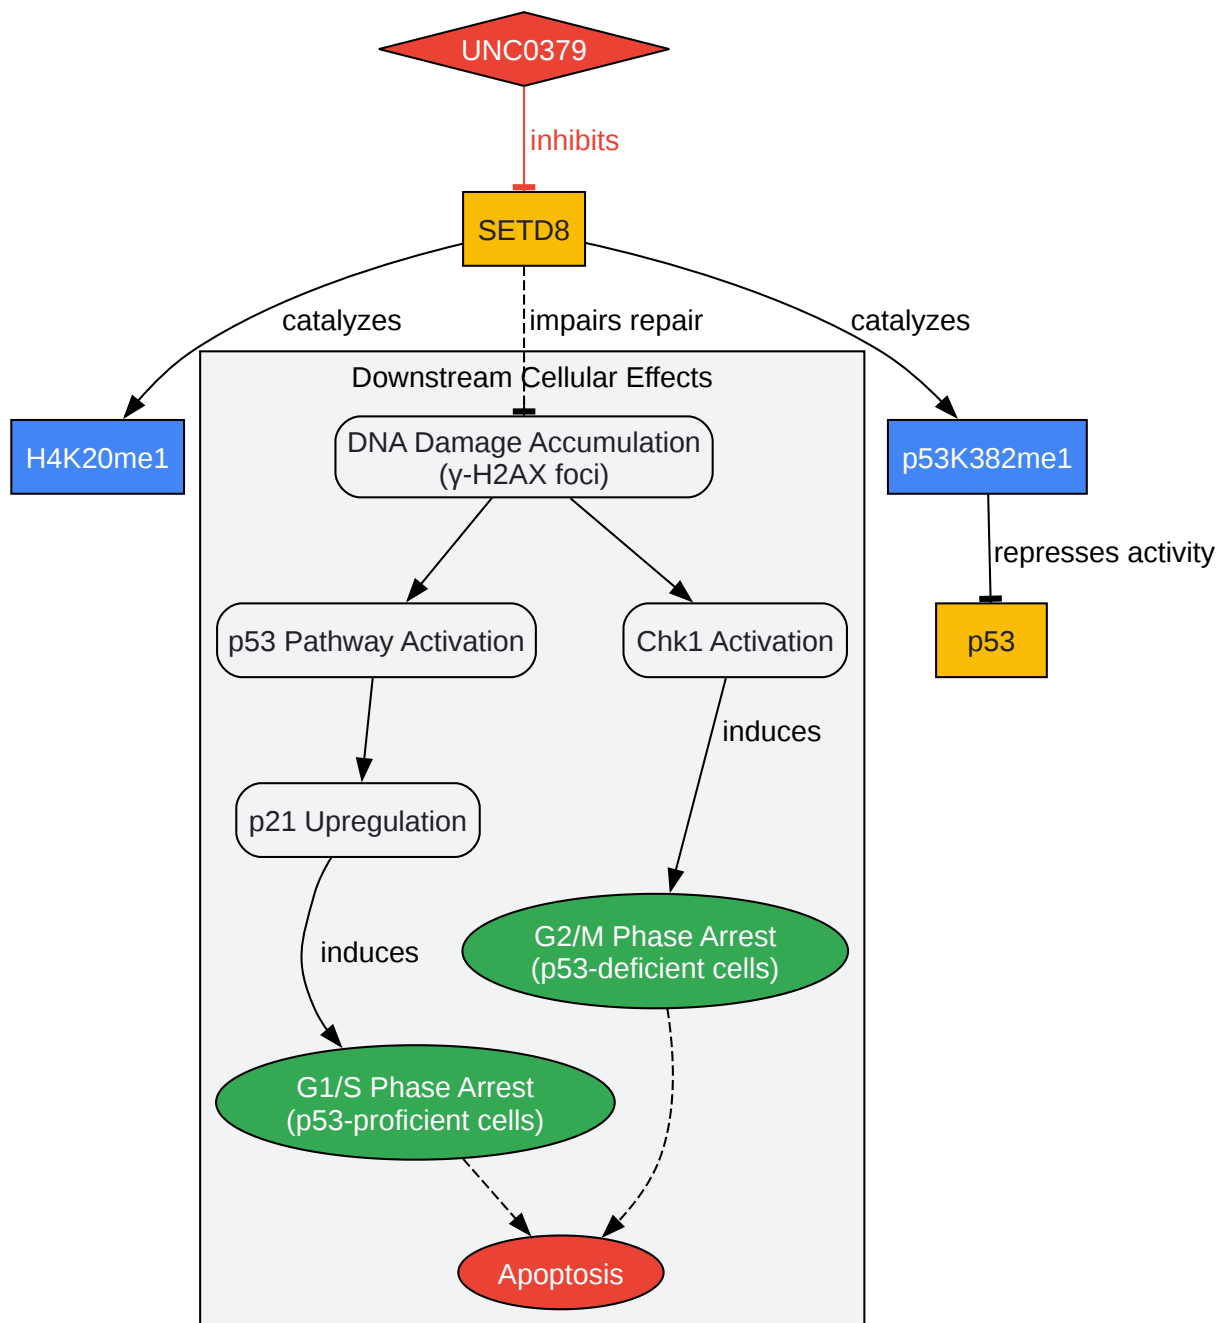 UNC0379
inhibits
SETD8
catalyzes
impairs repair
catalyzes
Downstream Cellular Effects
H4K20me1
DNA Damage Accumulation
(γ-H2AX foci)
p53K382me1
represses activity
p53 Pathway Activation
Chk1 Activation
p53
induces
p21 Upregulation
induces
G2/M Phase Arrest
(p53-deficient cells)
G1/S Phase Arrest
(p53-proficient cells)
Apoptosis